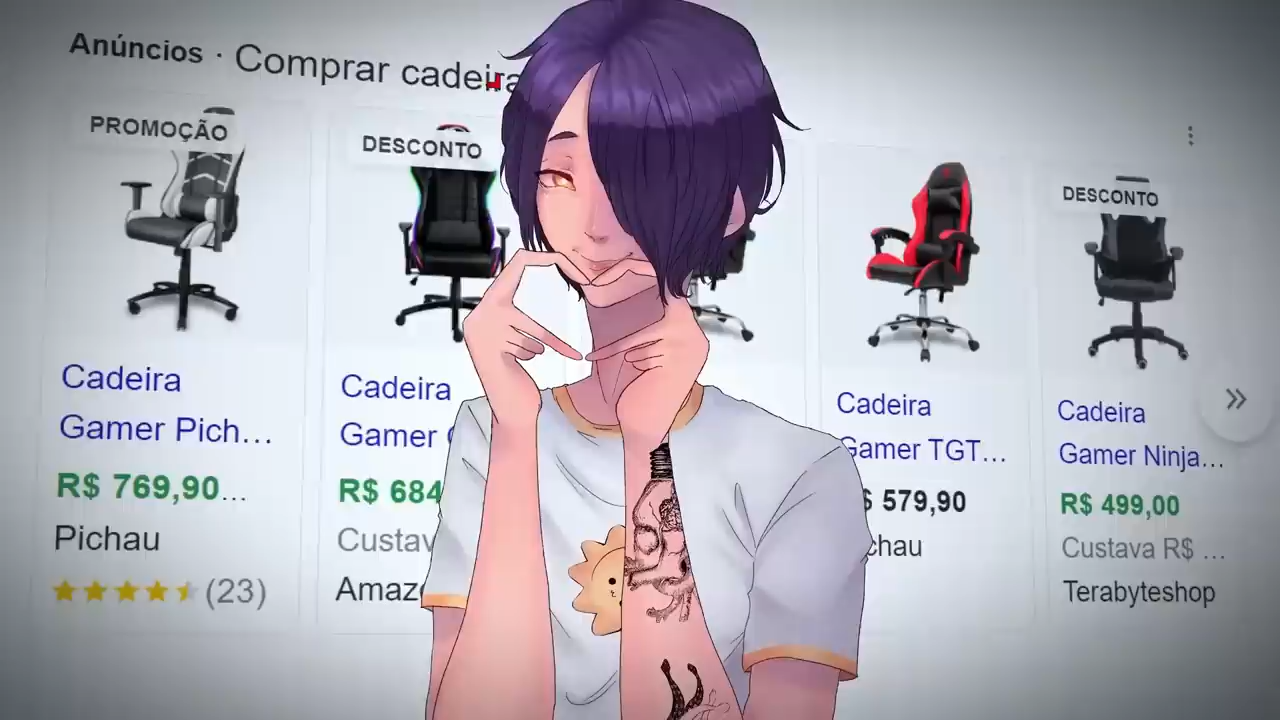 Anúncios · Comprar cadeira
PROMOÇÃO
Cadeira
Gamer Pich...
R$ 769,90...
Pichau
(23)
DESCONTO
Cadeira
Gamer
R$ 684
Custav
Amaz
Cadeira
Gamer TGT...
$ 579,90
chau
DESCONTO
Cadeira
Gamer Ninja...
R$ 499,00
Custava R$ ...
Terabyteshop